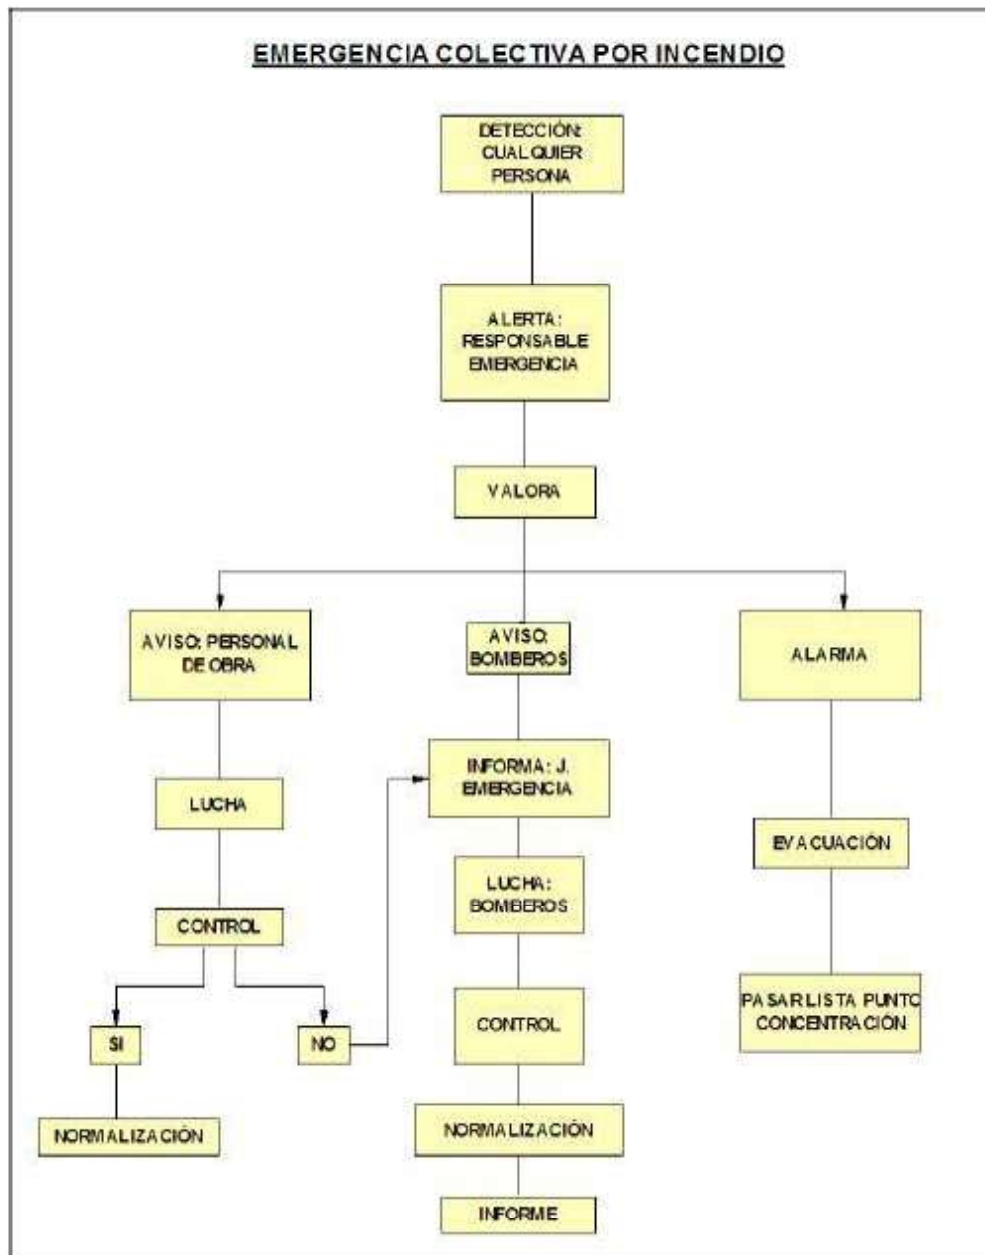 EMERGENCIA COLECTIVA POR INCENDIO
DETECCIÓN:
CUALQUIER
PERSONA
ALERTA:
RESPONSABLE
EMERGENCIA
VALORA
AVISO: PERSONAL
DE OBRA
AVISO:
BOMBEROS
ALARMA
INFORMA: J.
EMERGENCIA
LUCHA
EVACUACIÓN
LUCHA:
BOMBEROS
CONTROL
PASAR LISTA PUNTO
CONCENTRACIÓN
CONTROL
SI
NO
NORMALIZACIÓN
NORMALIZACIÓN
INFORME